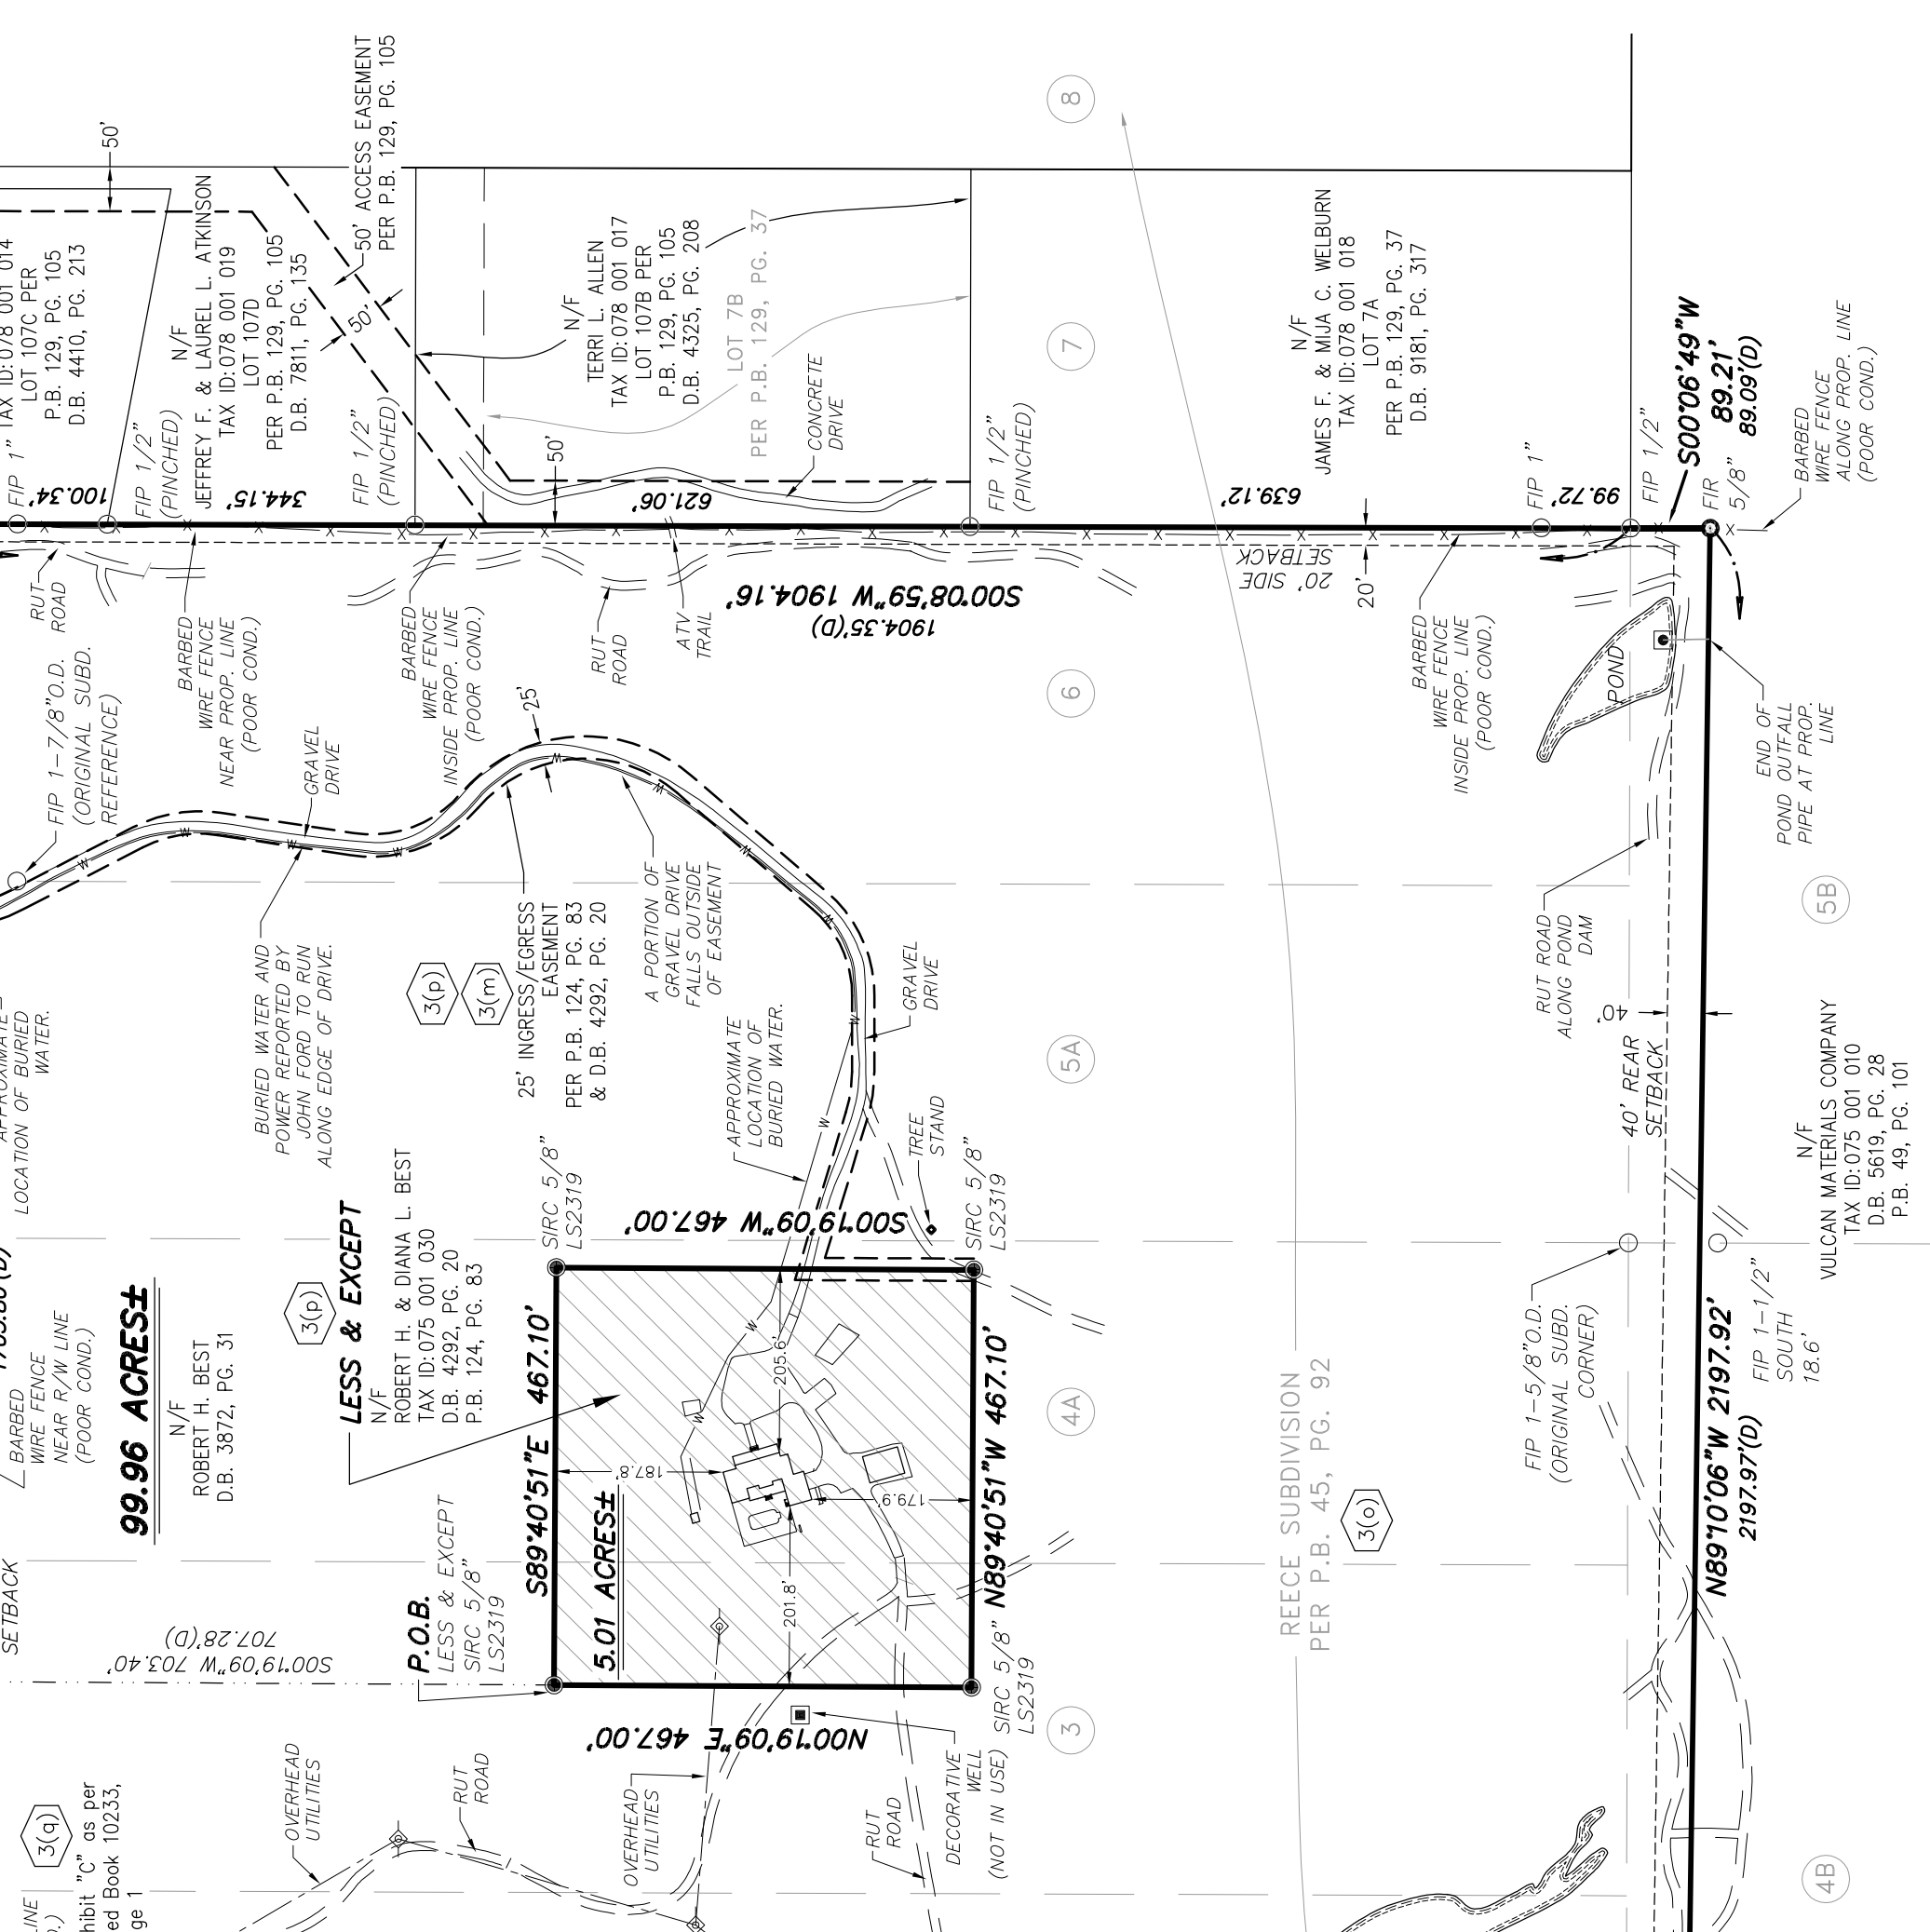 TAX ID:078 001 014
LOT 107C PER
P.B. 129, PG. 105
D.B. 4410, PG. 213
FIP 1"
100.34'
50'
FIP 1/2"
(PINCHED)
N/F
JEFFREY F. & LAUREL L. ATKINSON
TAX ID:078 001 019
LOT 107D
PER P.B. 129, PG. 105
D.B. 7811, PG. 135
344.15'
50' ACCESS EASEMENT
PER P.B. 129, PG. 105
50'
FIP 1/2"
(PINCHED)
N/F
TERRI L. ALLEN
TAX ID:078 001 017
LOT 107B PER
P.B. 129, PG. 105
D.B. 4325, PG. 208
LOT 7B
PER P.B. 129, PG. 37
50'
621.06'
CONCRETE
DRIVE
FIP 1/2"
(PINCHED)
8
7
N/F
JAMES F. & MIJA C. WELBURN
TAX ID:078 001 018
LOT 7A
PER P.B. 129, PG. 37
D.B. 9181, PG. 317
639.12'
FIP 1"
99.72'
FIP 1/2"
S00°06'49"W
89.21'
89.09'(D)
FIR
5/8"
BARBED
WIRE FENCE
ALONG PROP. LINE
(POOR COND.)
RUT
ROAD
FIP 1-7/8"O.D.
(ORIGINAL SUBD.
REFERENCE)
BARBED
WIRE FENCE
NEAR PROP. LINE
(POOR COND.)
GRAVEL
DRIVE
BARBED
WIRE FENCE
INSIDE PROP. LINE
(POOR COND.)
25'
RUT
ROAD
ATV
TRAIL
S00°08'59"W 1904.16'
1904.35'(D)
6
20' SIDE
SETBACK
20'
BARBED
WIRE FENCE
INSIDE PROP. LINE
(POOR COND.)
POND
END OF
POND OUTFALL
PIPE AT PROP.
LINE
5B
APPROXIMATE
LOCATION OF BURIED
WATER.
BURIED WATER AND
POWER REPORTED BY
JOHN FORD TO RUN
ALONG EDGE OF DRIVE.
3(p)
3(m)
25' INGRESS/EGRESS
EASEMENT
PER P.B. 124, PG. 83
& D.B. 4292, PG. 20
A PORTION OF
GRAVEL DRIVE
FALLS OUTSIDE
OF EASEMENT
APPROXIMATE
LOCATION OF
BURIED WATER.
GRAVEL
DRIVE
TREE
STAND
5A
RUT ROAD
ALONG POND
DAM
40'
40' REAR
SETBACK
N/F
VULCAN MATERIALS COMPANY
TAX ID:075 001 010
D.B. 5619, PG. 28
P.B. 49, PG. 101
BARBED
WIRE FENCE
NEAR R/W LINE
(POOR COND.)
99.96 ACRES±
N/F
ROBERT H. BEST
D.B. 3872, PG. 31
3(p)
LESS & EXCEPT
N/F
ROBERT H. & DIANA L. BEST
TAX ID:075 001 030
D.B. 4292, PG. 20
P.B. 124, PG. 83
SIRC 5/8"
LS2319
S00°19'09"W 467.00'
SIRC 5/8"
LS2319
S89°40'51"E 467.10'
5.01 ACRES±
187.8'
205.6'
179.9'
201.8'
N89°40'51"W 467.10'
4A
REECE SUBDIVISION
PER P.B. 45, PG. 92
3(o)
FIP 1-5/8"O.D.
(ORIGINAL SUBD.
CORNER)
FIP 1-1/2"
SOUTH
18.6'
N89°10'06"W 2197.92'
2197.97'(D)
SETBACK
S00°19'09"W 703.40'
707.28'(D)
P.O.B.
LESS & EXCEPT
SIRC 5/8"
LS2319
N00°19'09"E 467.00'
SIRC 5/8"
LS2319
3
3(q)
"C" as per
Book 10233,
1
OVERHEAD
UTILITIES
RUT
ROAD
OVERHEAD
UTILITIES
RUT
ROAD
DECORATIVE
WELL
(NOT IN USE)
4B
W
W
W
W
W
W
W
W
W
W
W
W